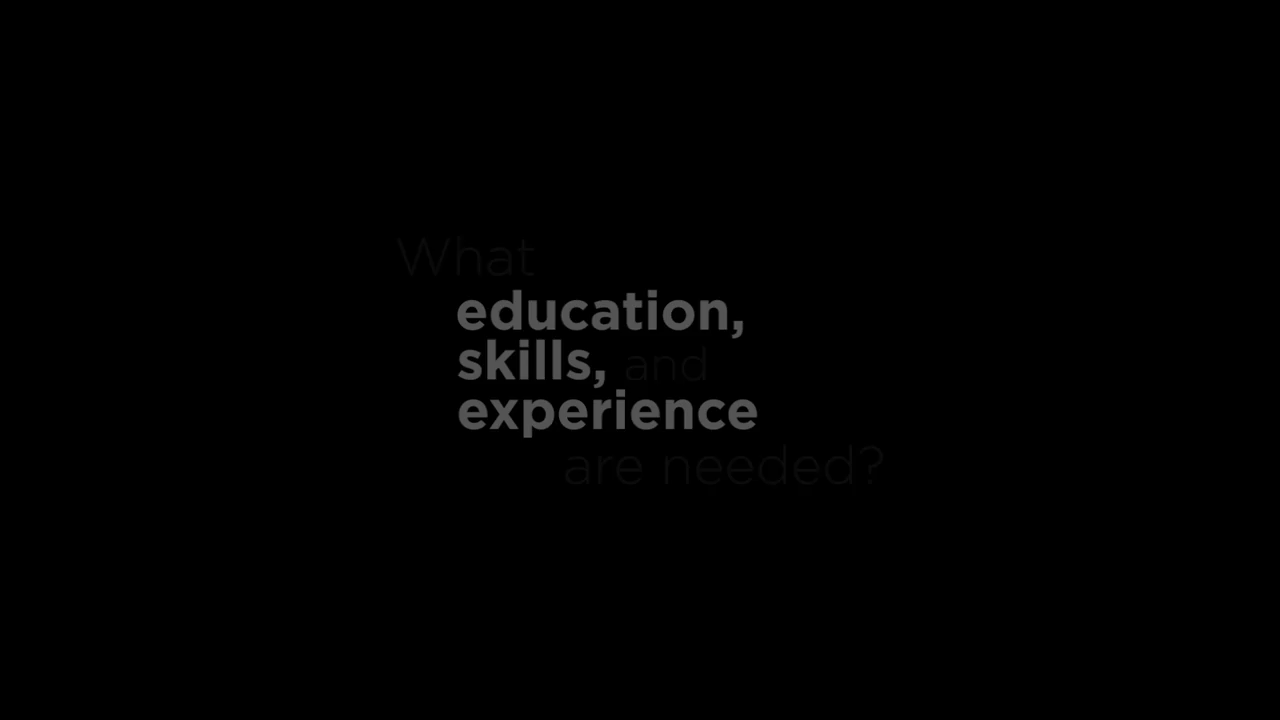 What
education,
skills, and
experience
are needed?